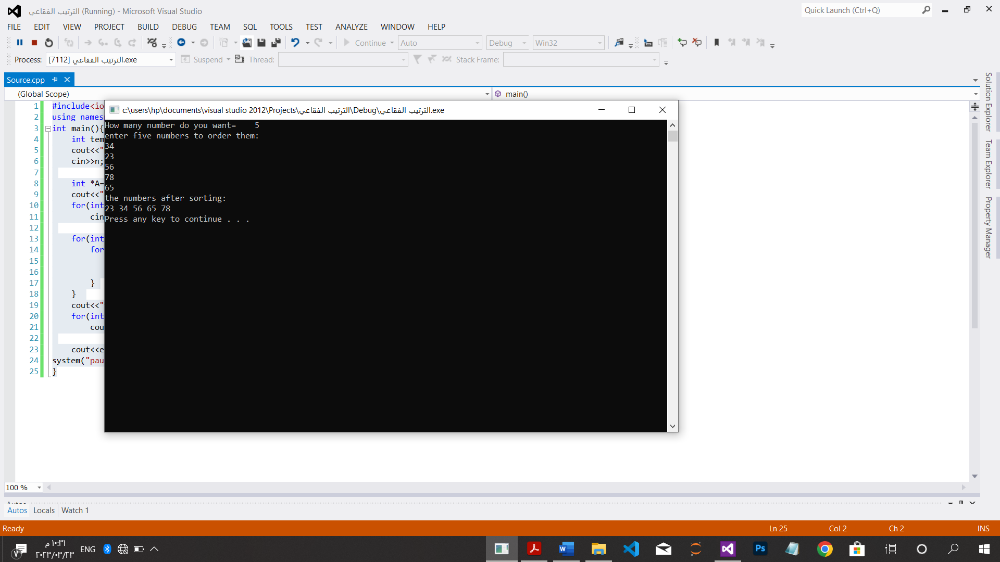 الترتيب الفقاعي (Running) - Microsoft Visual Studio
Quick Launch (Ctrl+Q)
FILE EDIT VIEW PROJECT BUILD DEBUG TEAM SQL TOOLS TEST ANALYZE WINDOW HELP
Continue Auto Debug Win32
Process: [7112] الترتيب الفقاعي.exe Suspend Thread: Stack Frame:
Source.cpp
(Global Scope) main()
c:\users\hp\documents\visual studio 2012\Projects\الترتيب الفقاعي\Debug\الترتيب الفقاعي.exe
How many number do you want= 5
enter five numbers to order them:
34
23
56
78
65
the numbers after sorting:
23 34 56 65 78
Press any key to continue . . .
1 #include<io
2 using names
3 int main(){
4 int tem
5 cout<<"
6 cin>>n;
7
8 int *A=
9 cout<<"
10 for(int
11 cin
12
13 for(int
14 for
15
16
17 }
18 }
19 cout<<"
20 for(int
21 cou
22
23 cout<<e
24 system("pau
25 }
Solution Explorer
Team Explorer
Property Manager
100 %
Autos Locals Watch 1
Ready Ln 25 Col 2 Ch 2 INS
١٠:٣١ م
٢٠٢٣/٠٣/٢٣
ENG
٧
Ps